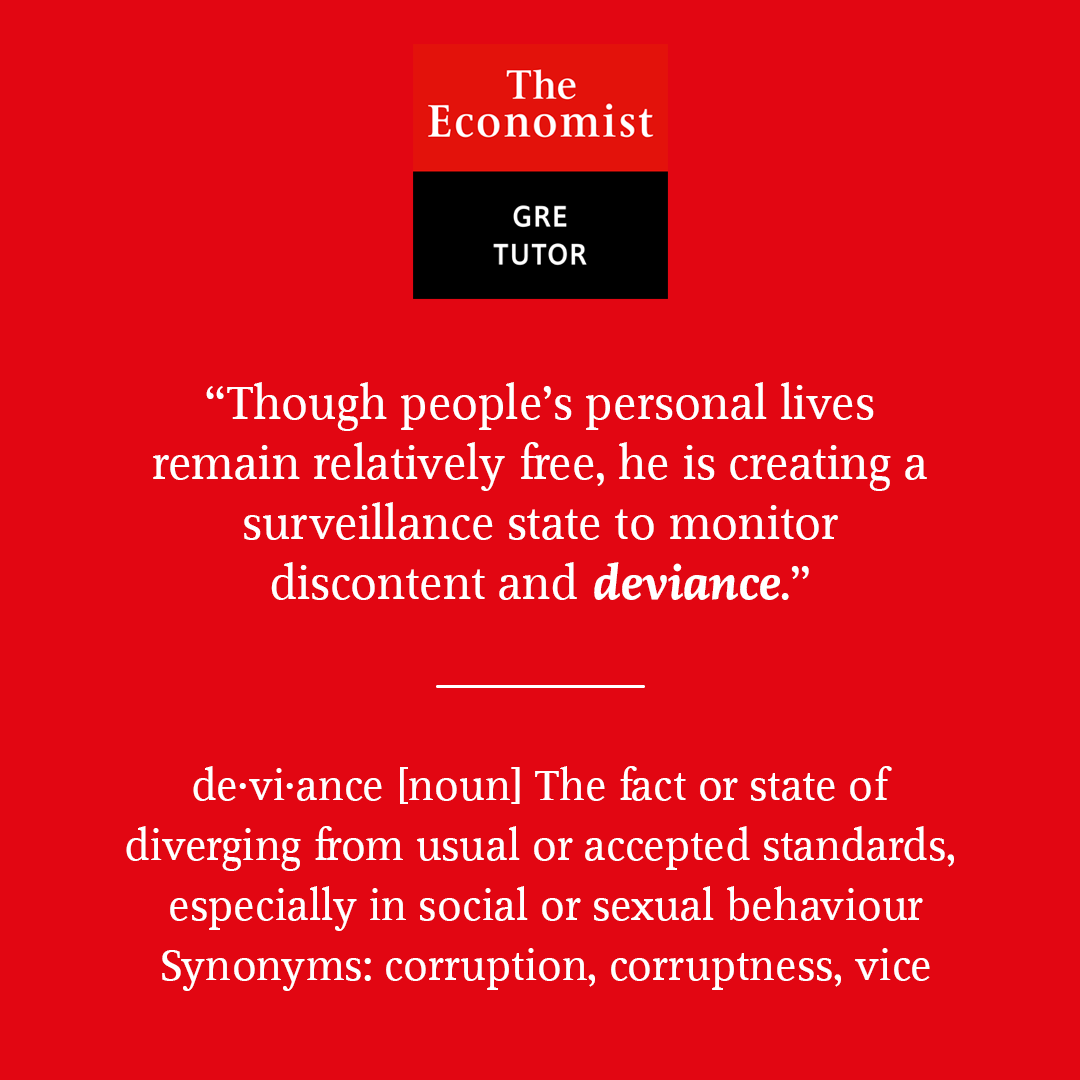 The
Economist
GRE
TUTOR
“Though people’s personal lives
remain relatively free, he is creating a
surveillance state to monitor
discontent and deviance.”
de·vi·ance [noun] The fact or state of
diverging from usual or accepted standards,
especially in social or sexual behaviour
Synonyms: corruption, corruptness, vice